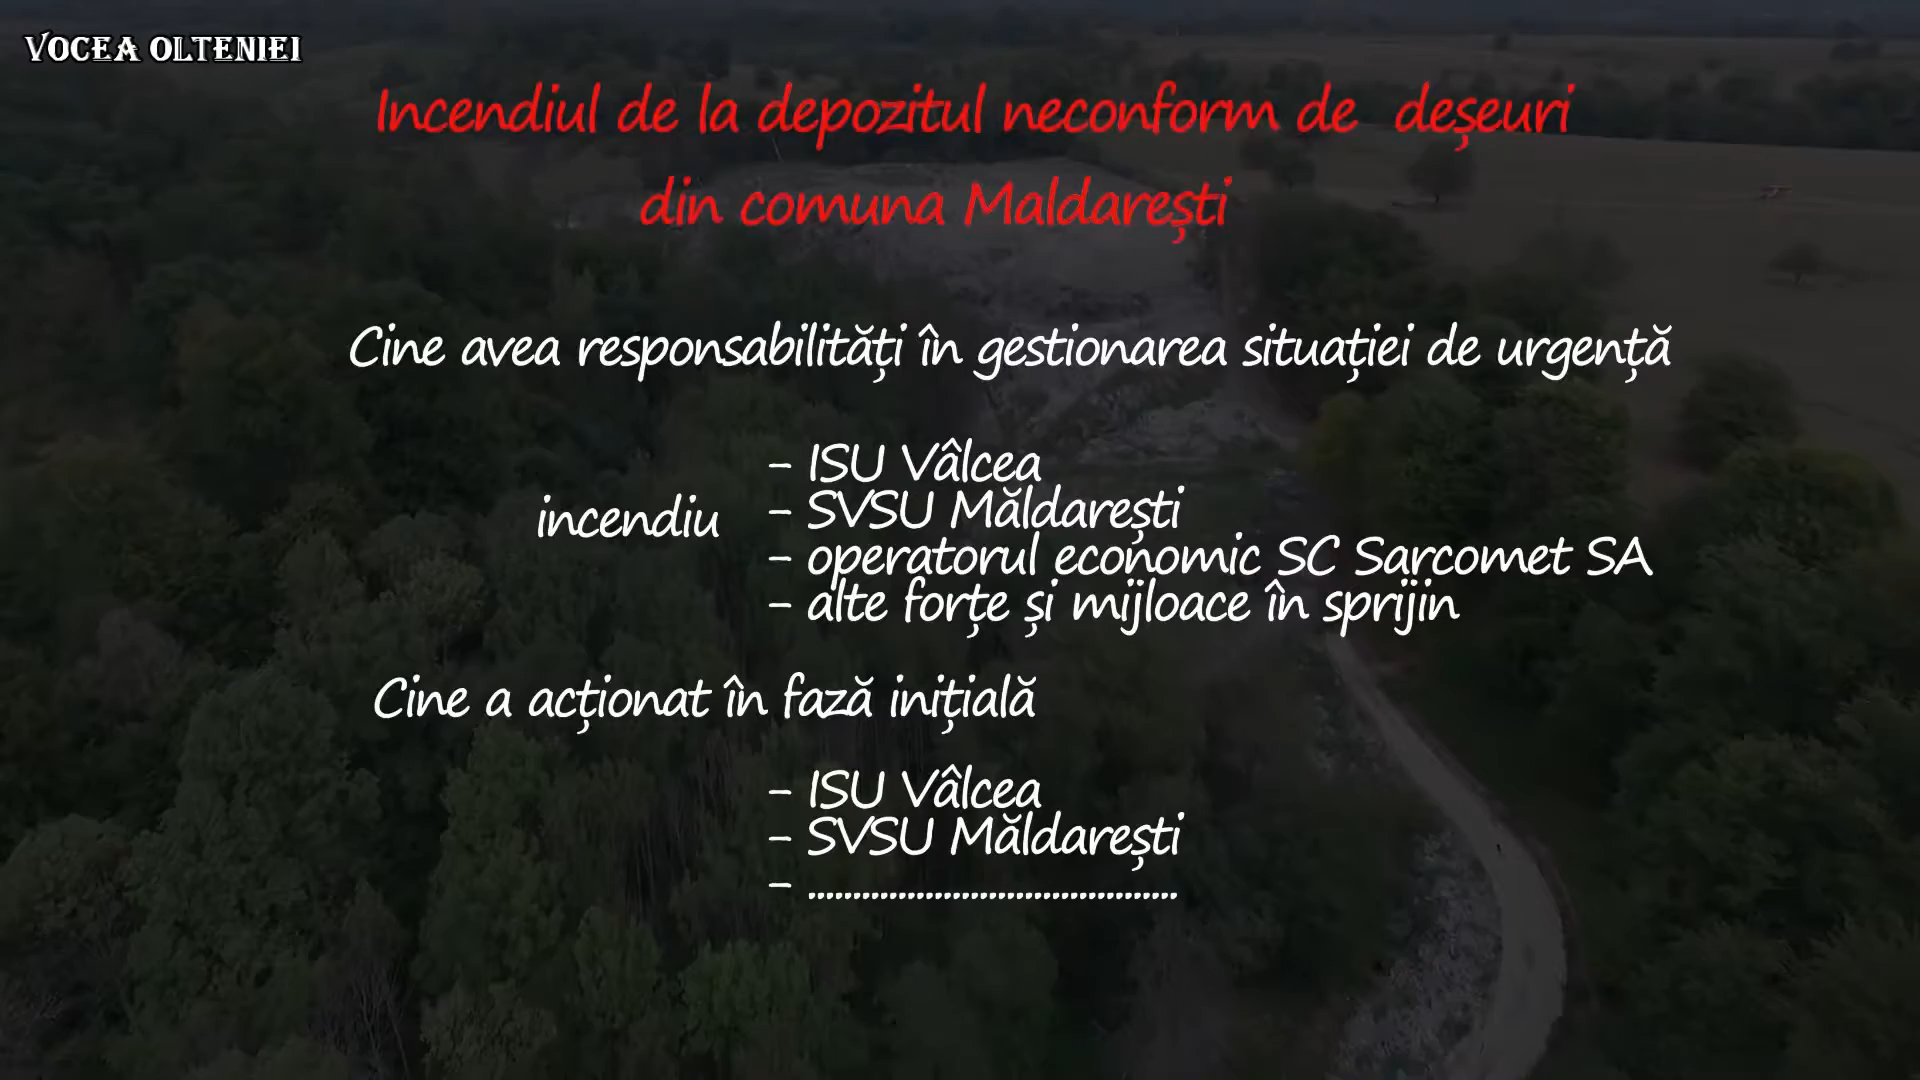 VOCEA OLTENIEI
Incendiul de la depozitul neconform de deșeuri
din comuna Maldarești
Cine avea responsabilități în gestionarea situației de urgență
incendiu
- ISU Vâlcea
- SVSU Măldarești
- operatorul economic SC Sarcomet SA
- alte forțe și mijloace în sprijin
Cine a acționat în fază inițială
- ISU Vâlcea
- SVSU Măldarești
- ..........................................